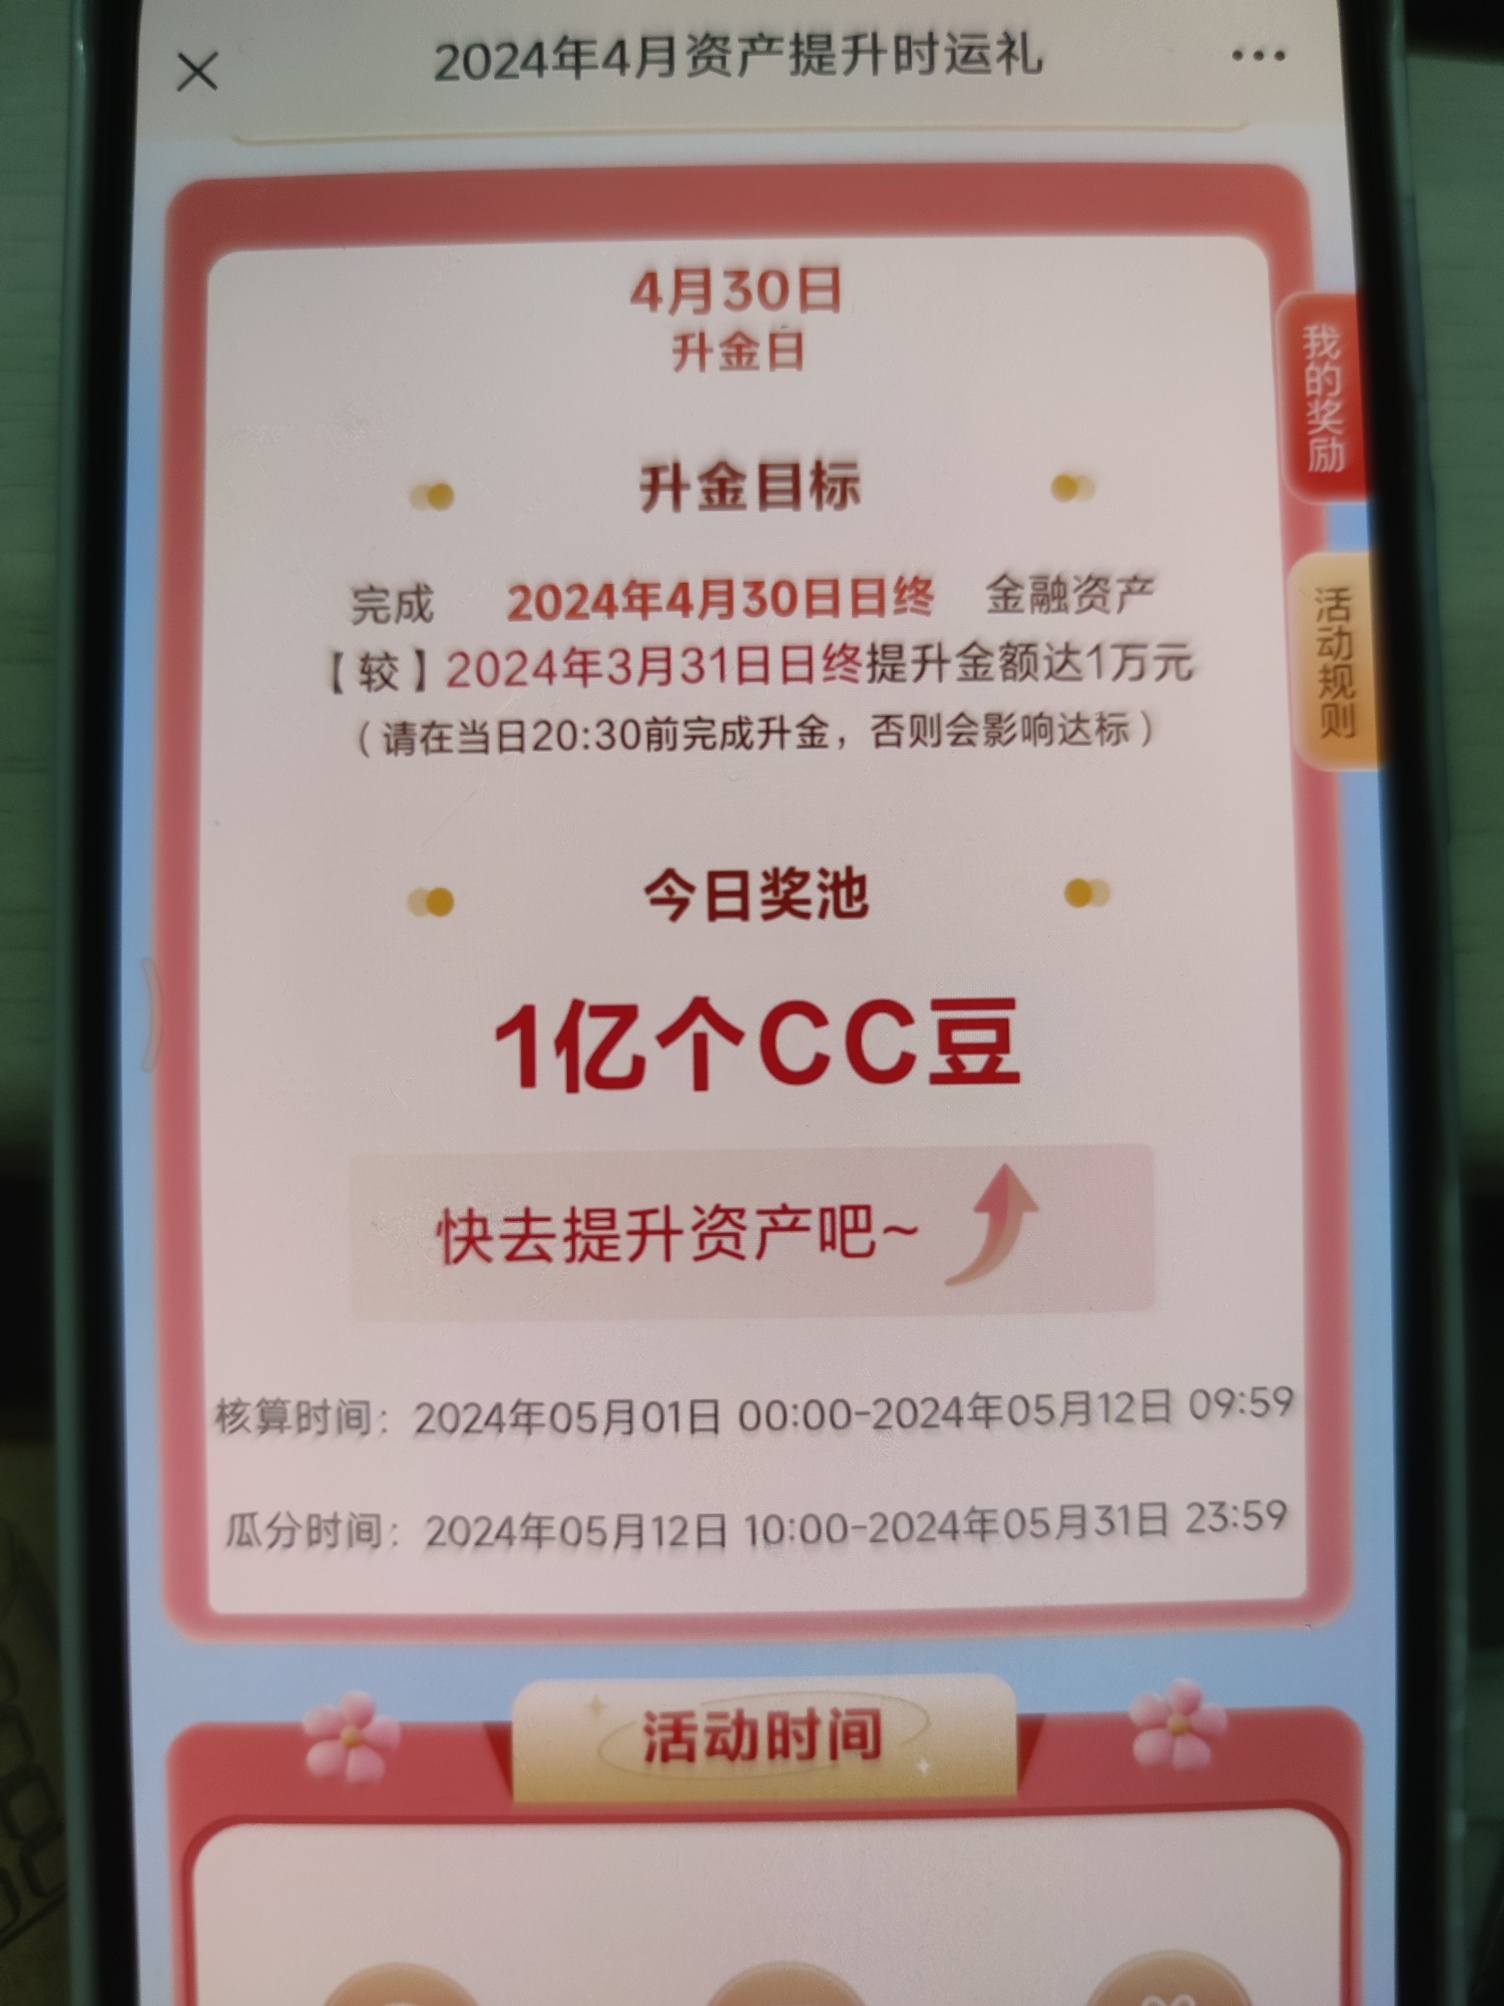 2024年4月资产提升时运礼
4月30日
升金日
我的奖励
升金目标
完成 2024年4月30日日终 金融资产
【较】2024年3月31日日终提升金额达1万元
（请在当日20:30前完成升金，否则会影响达标）
活动规则
今日奖池
1亿个CC豆
快去提升资产吧~
核算时间：2024年05月01日 00:00-2024年05月12日 09:59
瓜分时间：2024年05月12日 10:00-2024年05月31日 23:59
活动时间